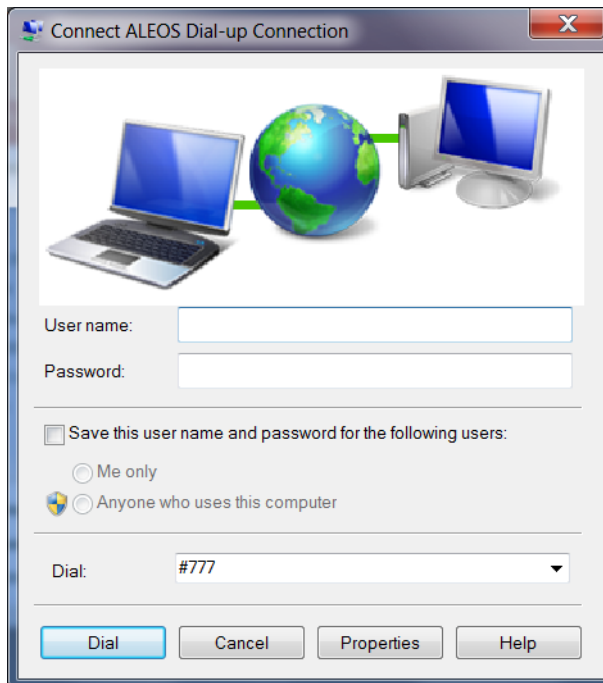 Connect ALEOS Dial-up Connection
User name:
Password:
Save this user name and password for the following users:
Me only
Anyone who uses this computer
Dial: #777
Dial Cancel Properties Help